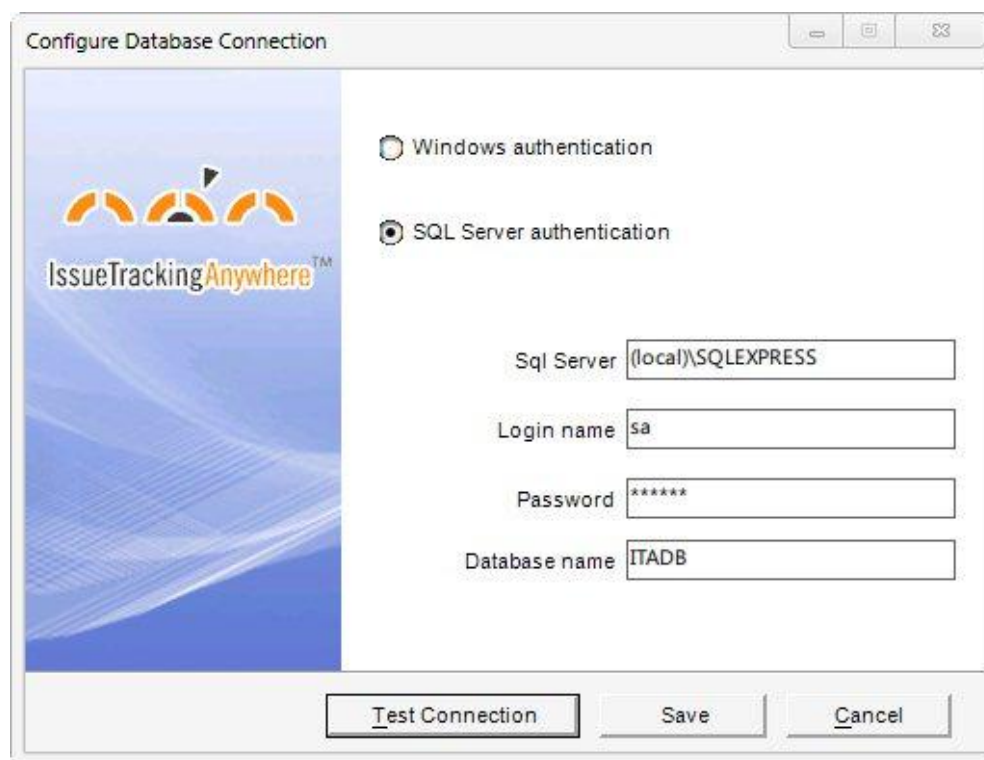 Configure Database Connection
IssueTrackingAnywhere™
Windows authentication
SQL Server authentication
Sql Server (local)\SQLEXPRESS
Login name sa
Password ******
Database name ITADB
Test Connection Save Cancel